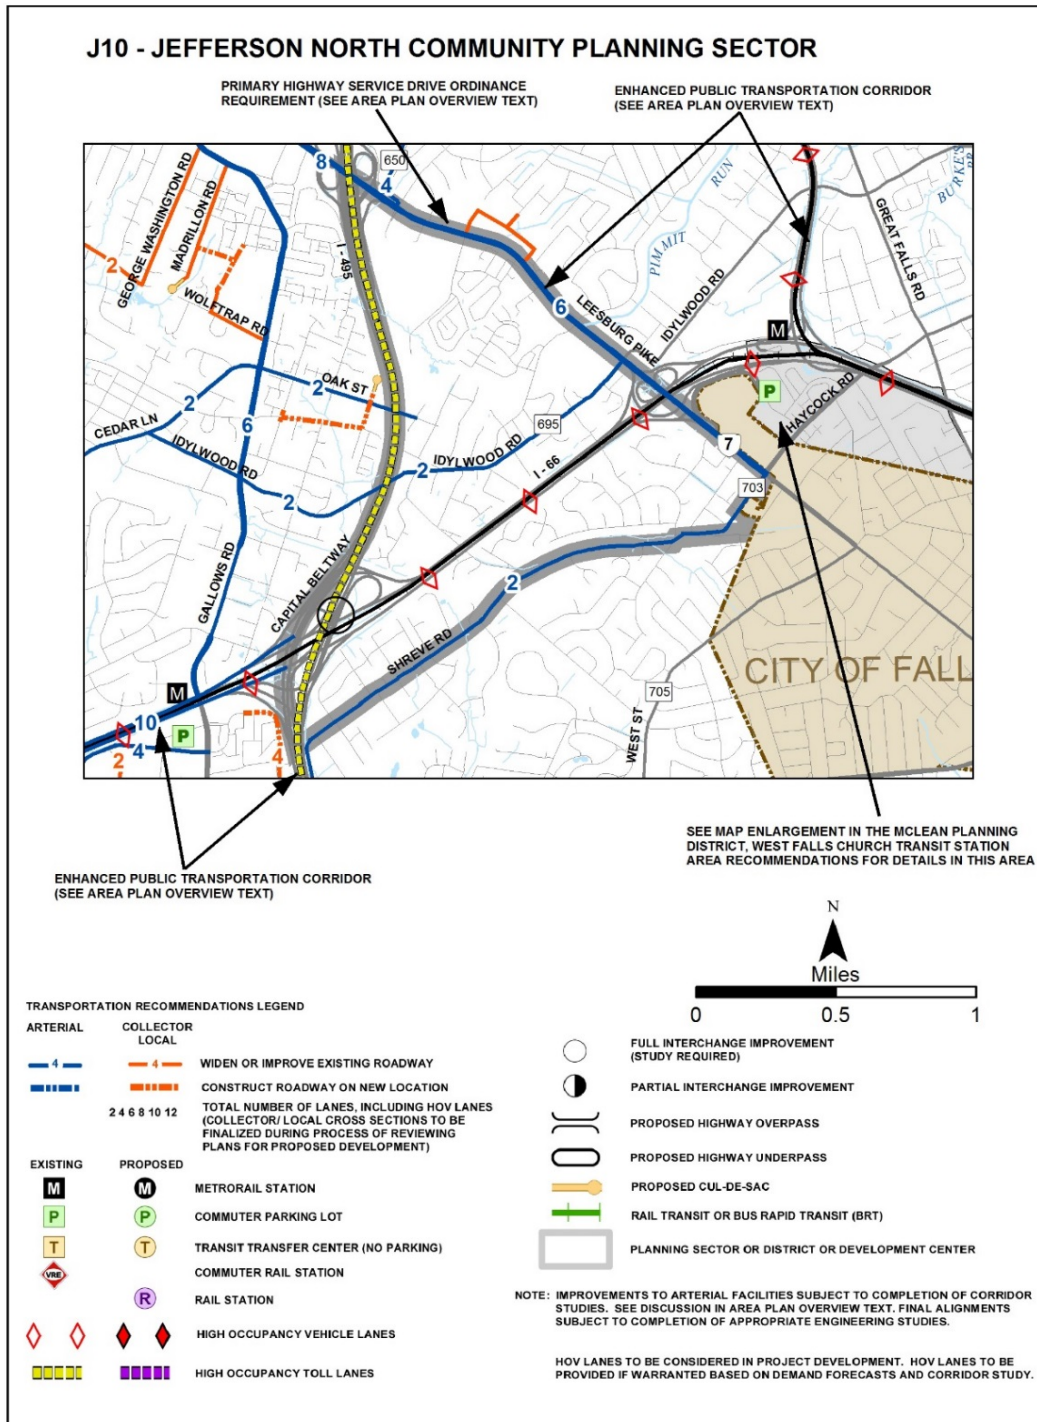 J10 - JEFFERSON NORTH COMMUNITY PLANNING SECTOR
PRIMARY HIGHWAY SERVICE DRIVE ORDINANCE
REQUIREMENT (SEE AREA PLAN OVERVIEW TEXT)
ENHANCED PUBLIC TRANSPORTATION CORRIDOR
(SEE AREA PLAN OVERVIEW TEXT)
8
650
4
RUN
PIMMIT
GEORGE WASHINGTON RD
MADRILLON RD
I - 495
GREAT FALLS RD
2
WOLFTRAP RD
IDYLWOOD RD
6
LEESBURG PIKE
M
OAK ST
2
P
HAYCOCK RD
2
CEDAR LN
6
IDYLWOOD RD
695
7
IDYLWOOD RD
2
I - 66
703
2
GALLOWS RD
CAPITAL BELTWAY
2
SHREVE RD
CITY OF FALL
M
705
WEST ST
10
P
4
4
2
SEE MAP ENLARGEMENT IN THE MCLEAN PLANNING
DISTRICT, WEST FALLS CHURCH TRANSIT STATION
AREA RECOMMENDATIONS FOR DETAILS IN THIS AREA
ENHANCED PUBLIC TRANSPORTATION CORRIDOR
(SEE AREA PLAN OVERVIEW TEXT)
N
Miles
0 0.5 1
TRANSPORTATION RECOMMENDATIONS LEGEND
ARTERIAL COLLECTOR
LOCAL
4 4 WIDEN OR IMPROVE EXISTING ROADWAY
CONSTRUCT ROADWAY ON NEW LOCATION
2 4 6 8 10 12 TOTAL NUMBER OF LANES, INCLUDING HOV LANES
(COLLECTOR/ LOCAL CROSS SECTIONS TO BE
FINALIZED DURING PROCESS OF REVIEWING
PLANS FOR PROPOSED DEVELOPMENT)
EXISTING PROPOSED
M M METRORAIL STATION
P P COMMUTER PARKING LOT
T T TRANSIT TRANSFER CENTER (NO PARKING)
VRE COMMUTER RAIL STATION
R RAIL STATION
HIGH OCCUPANCY VEHICLE LANES
HIGH OCCUPANCY TOLL LANES
FULL INTERCHANGE IMPROVEMENT
(STUDY REQUIRED)
PARTIAL INTERCHANGE IMPROVEMENT
PROPOSED HIGHWAY OVERPASS
PROPOSED HIGHWAY UNDERPASS
PROPOSED CUL-DE-SAC
RAIL TRANSIT OR BUS RAPID TRANSIT (BRT)
PLANNING SECTOR OR DISTRICT OR DEVELOPMENT CENTER
NOTE: IMPROVEMENTS TO ARTERIAL FACILITIES SUBJECT TO COMPLETION OF CORRIDOR
STUDIES. SEE DISCUSSION IN AREA PLAN OVERVIEW TEXT. FINAL ALIGNMENTS
SUBJECT TO COMPLETION OF APPROPRIATE ENGINEERING STUDIES.
HOV LANES TO BE CONSIDERED IN PROJECT DEVELOPMENT. HOV LANES TO BE
PROVIDED IF WARRANTED BASED ON DEMAND FORECASTS AND CORRIDOR STUDY.